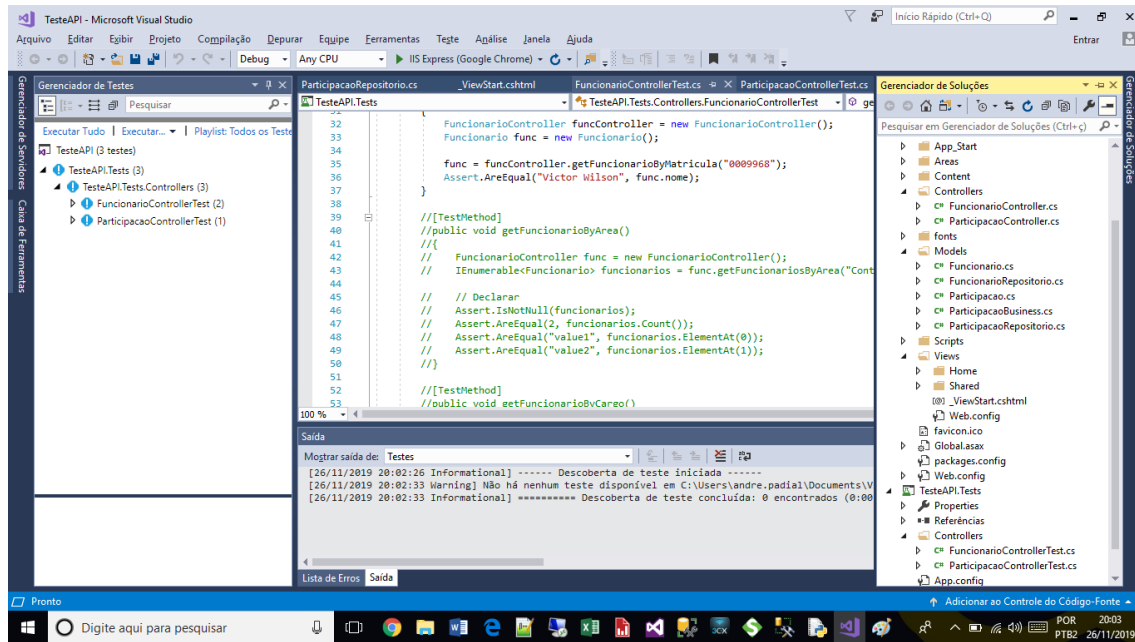 TesteAPI - Microsoft Visual Studio
Início Rápido (Ctrl+Q)
Arquivo Editar Exibir Projeto Compilação Depurar Equipe Ferramentas Teste Análise Janela Ajuda
Entrar
Debug Any CPU IIS Express (Google Chrome)
Gerenciador de Servidores
Caixa de Ferramentas
Gerenciador de Testes
Pesquisar
Executar Tudo | Executar... | Playlist: Todos os Teste
TesteAPI (3 testes)
TesteAPI.Tests (3)
TesteAPI.Tests.Controllers (3)
FuncionarioControllerTest (2)
ParticipacaoControllerTest (1)
ParticipacaoRepositorio.cs _ViewStart.cshtml FuncionarioControllerTest.cs ParticipacaoControllerTest.cs
TesteAPI.Tests TesteAPI.Tests.Controllers.FuncionarioControllerTest ge
31 {
32 FuncionarioController funcController = new FuncionarioController();
33 Funcionario func = new Funcionario();
34
35 func = funcController.getFuncionarioByMatricula("0009968");
36 Assert.AreEqual("Victor Wilson", func.nome);
37 }
38
39 //[TestMethod]
40 //public void getFuncionarioByArea()
41 //{
42 // FuncionarioController func = new FuncionarioController();
43 // IEnumerable<Funcionario> funcionarios = func.getFuncionariosByArea("Cont
44
45 // // Declarar
46 // Assert.IsNotNull(funcionarios);
47 // Assert.AreEqual(2, funcionarios.Count());
48 // Assert.AreEqual("value1", funcionarios.ElementAt(0));
49 // Assert.AreEqual("value2", funcionarios.ElementAt(1));
50 //}
51
52 //[TestMethod]
53 //public void getFuncionarioByCargo()
100 %
Saída
Mostrar saída de: Testes
[26/11/2019 20:02:26 Informational] ------ Descoberta de teste iniciada ------
[26/11/2019 20:02:33 Warning] Não há nenhum teste disponível em C:\Users\andre.padial\Documents\V
[26/11/2019 20:02:33 Informational] ========== Descoberta de teste concluída: 0 encontrados (0:00
Lista de Erros Saída
Gerenciador de Soluções
Pesquisar em Gerenciador de Soluções (Ctrl+ç)
App_Start
Areas
Content
Controllers
C# FuncionarioController.cs
C# ParticipacaoController.cs
fonts
Models
C# Funcionario.cs
C# FuncionarioRepositorio.cs
C# Participacao.cs
C# ParticipacaoBusiness.cs
C# ParticipacaoRepositorio.cs
Scripts
Views
Home
Shared
_ViewStart.cshtml
Web.config
favicon.ico
Global.asax
packages.config
Web.config
TesteAPI.Tests
Properties
Referências
Controllers
C# FuncionarioControllerTest.cs
C# ParticipacaoControllerTest.cs
App.config
Gerenciador de Soluções
Pronto
Adicionar ao Controle do Código-Fonte
Digite aqui para pesquisar
POR
PTB2
20:03
26/11/2019